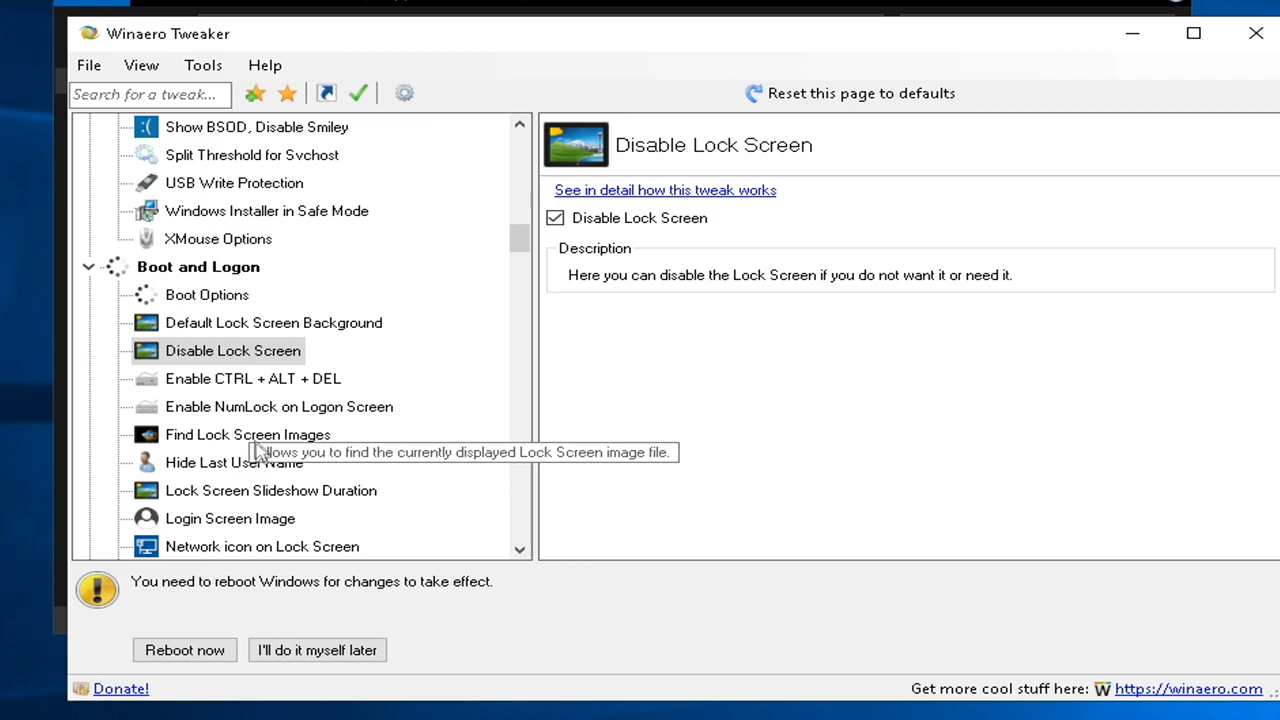 Winaero Tweaker
File View Tools Help
Search for a tweak...
Reset this page to defaults
Show BSOD, Disable Smiley
Split Threshold for Svchost
USB Write Protection
Windows Installer in Safe Mode
XMouse Options
Boot and Logon
Boot Options
Default Lock Screen Background
Disable Lock Screen
Enable CTRL + ALT + DEL
Enable NumLock on Logon Screen
Find Lock Screen Images
llows you to find the currently displayed Lock Screen image file.
Hide Last User Name
Lock Screen Slideshow Duration
Login Screen Image
Network icon on Lock Screen
Disable Lock Screen
See in detail how this tweak works
Disable Lock Screen
Description
Here you can disable the Lock Screen if you do not want it or need it.
You need to reboot Windows for changes to take effect.
Reboot now I'll do it myself later
Donate!
Get more cool stuff here: https://winaero.com